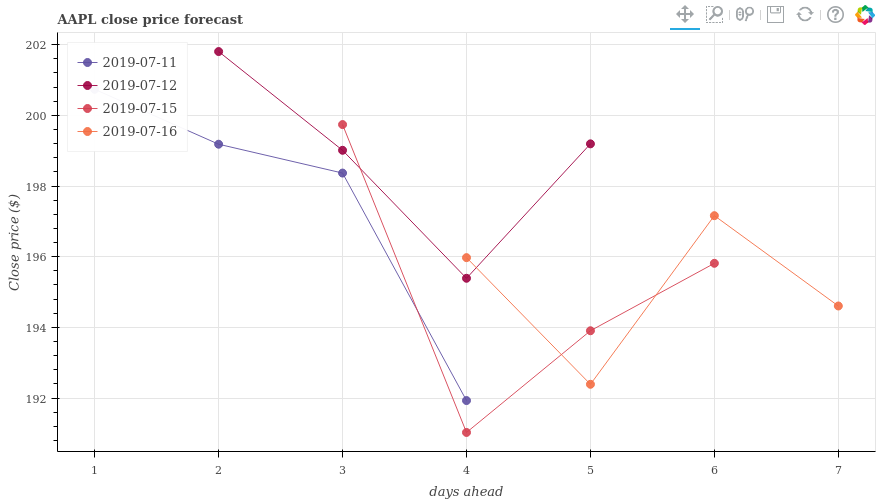 AAPL close price forecast
202
200
198
196
194
192
Close price ($)
2019-07-11
2019-07-12
2019-07-15
2019-07-16
1 2 3 4 5 6 7
days ahead